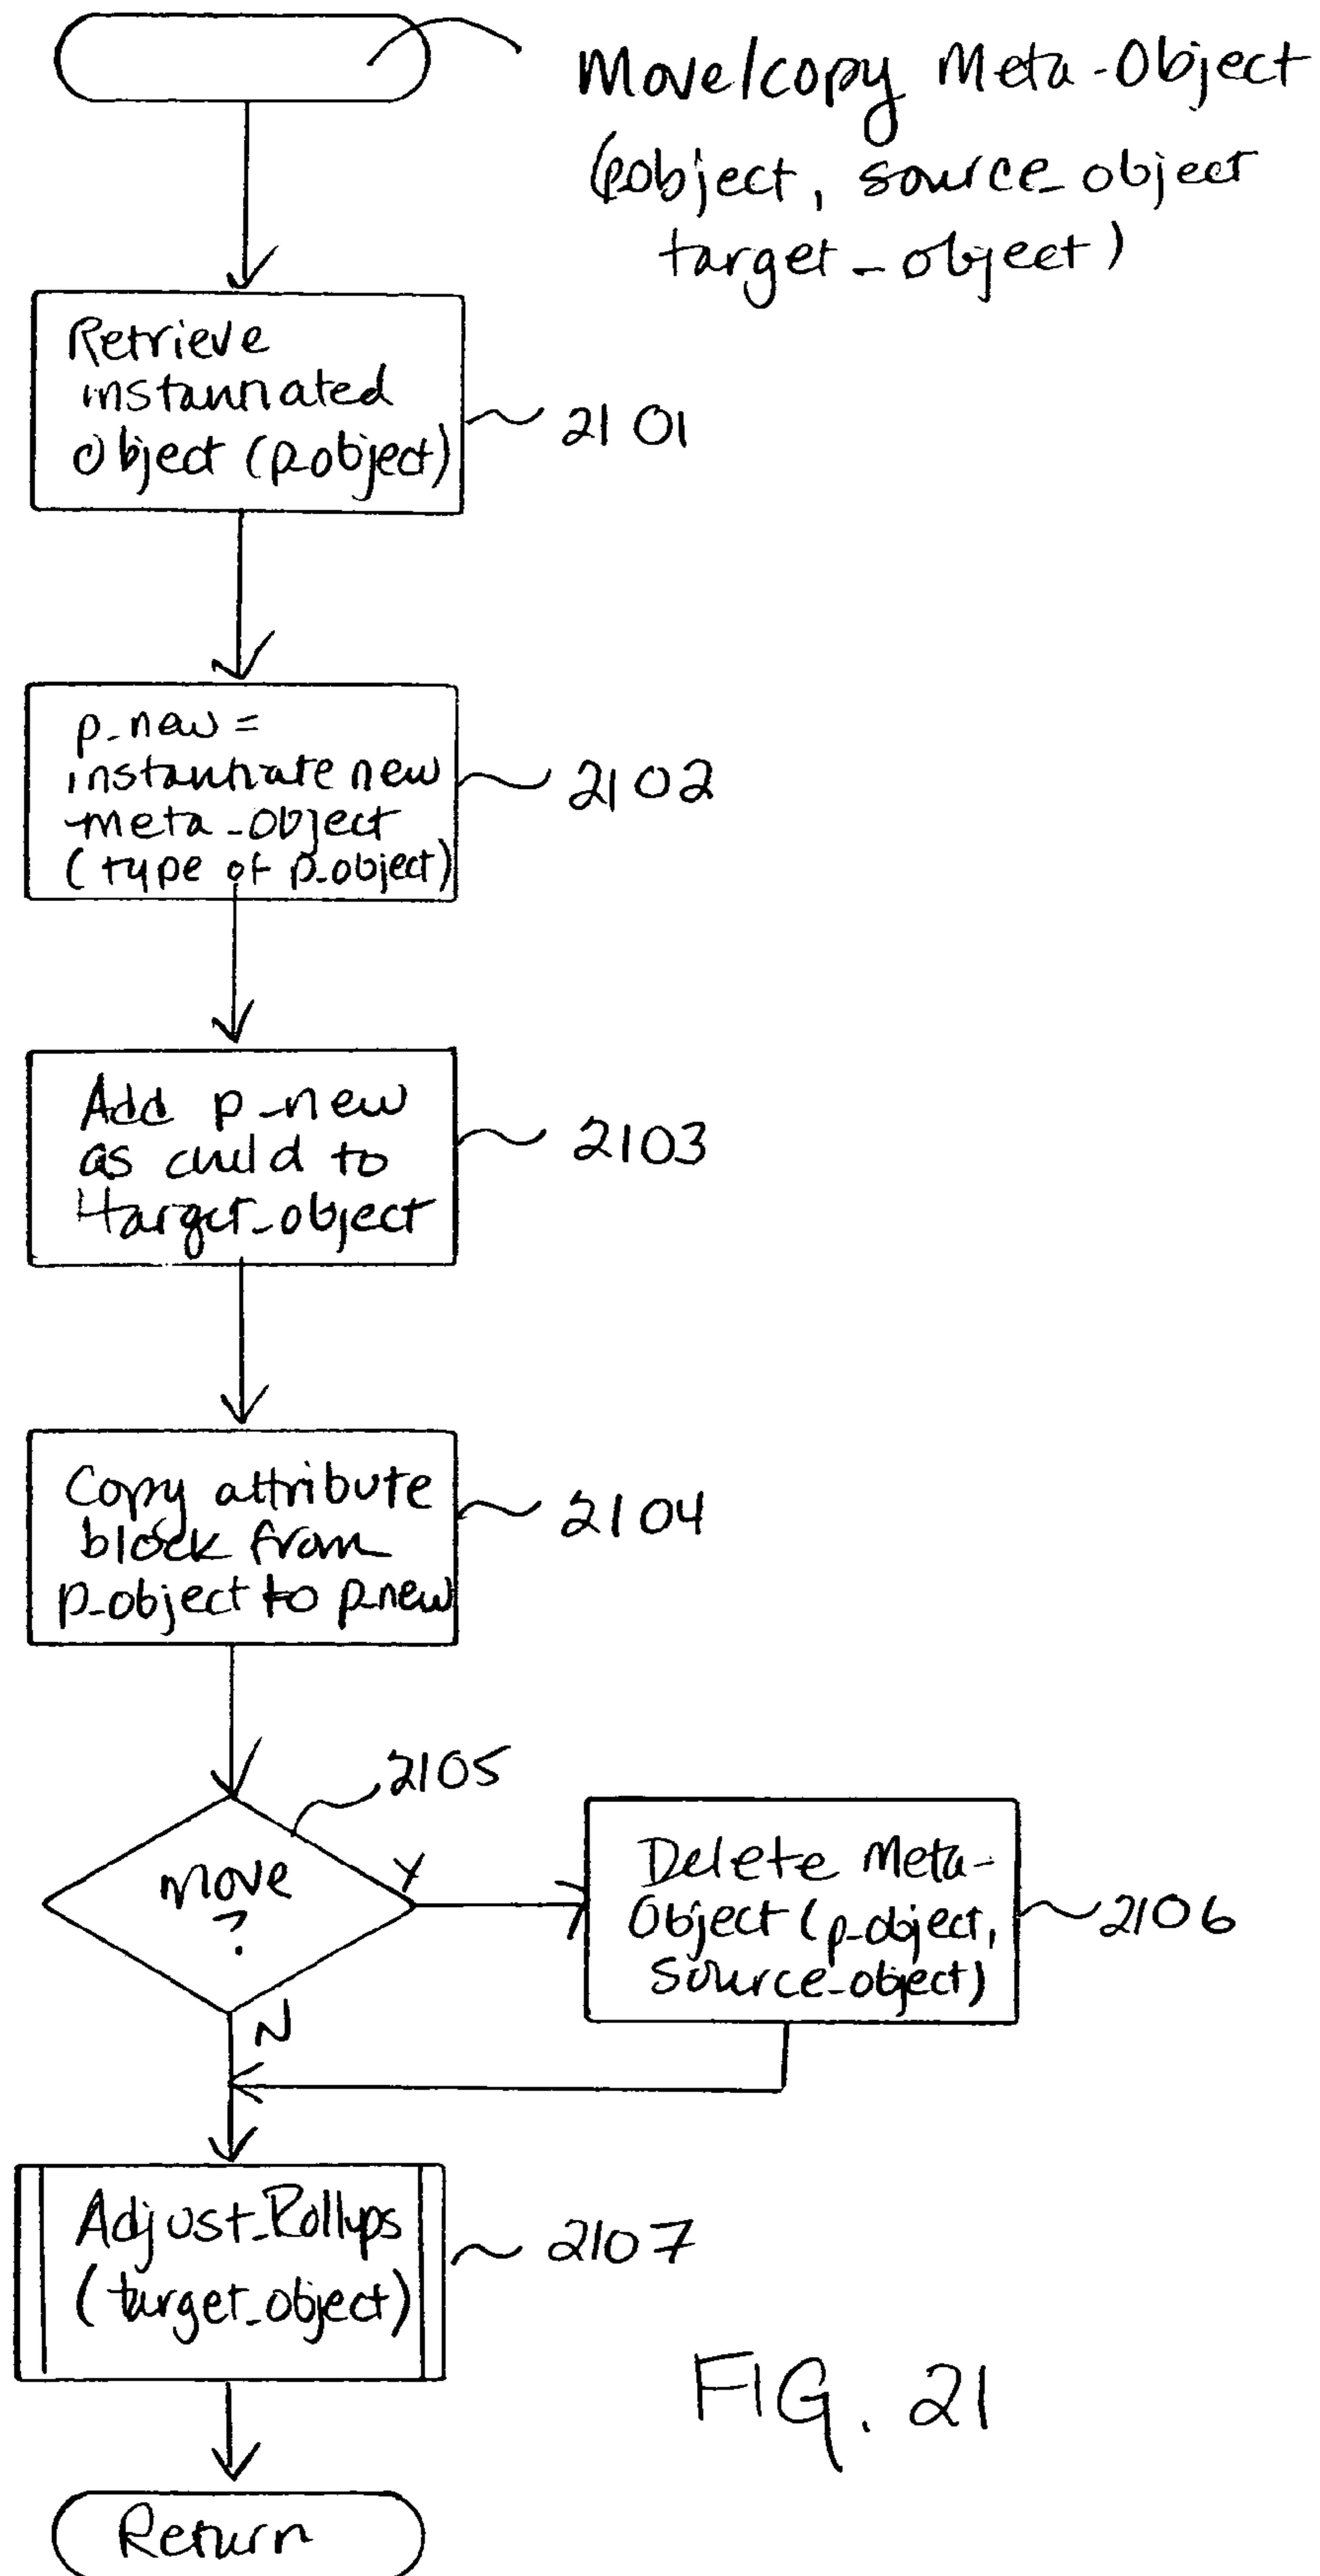 Move/copy Meta-Object
(pobject, source_object
target_object)
Retrieve
instantiated
Object (p_object)
2101
p_new =
instantiate new
meta_object
(type of p_object)
2102
Add p_new
as child to
target_object
2103
Copy attribute
block from
p_object to p_new
2104
2105
Move
?
Y
N
Delete Meta-
Object (p_object,
Source_object)
2106
Adjust_Rollups
(target_object)
2107
FIG. 21
Return